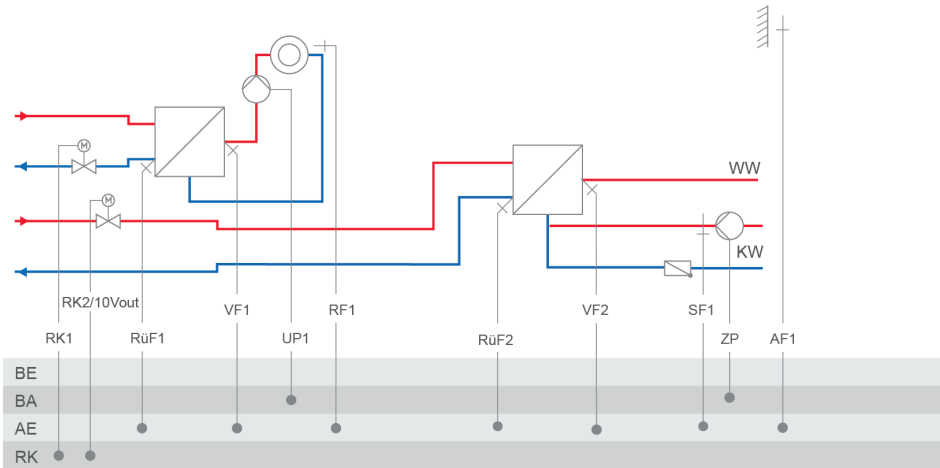 M
M
WW
KW
RK2/10Vout
VF1
RF1
VF2
SF1
RK1
RüF1
UP1
RüF2
ZP
AF1
BE
BA
AE
RK